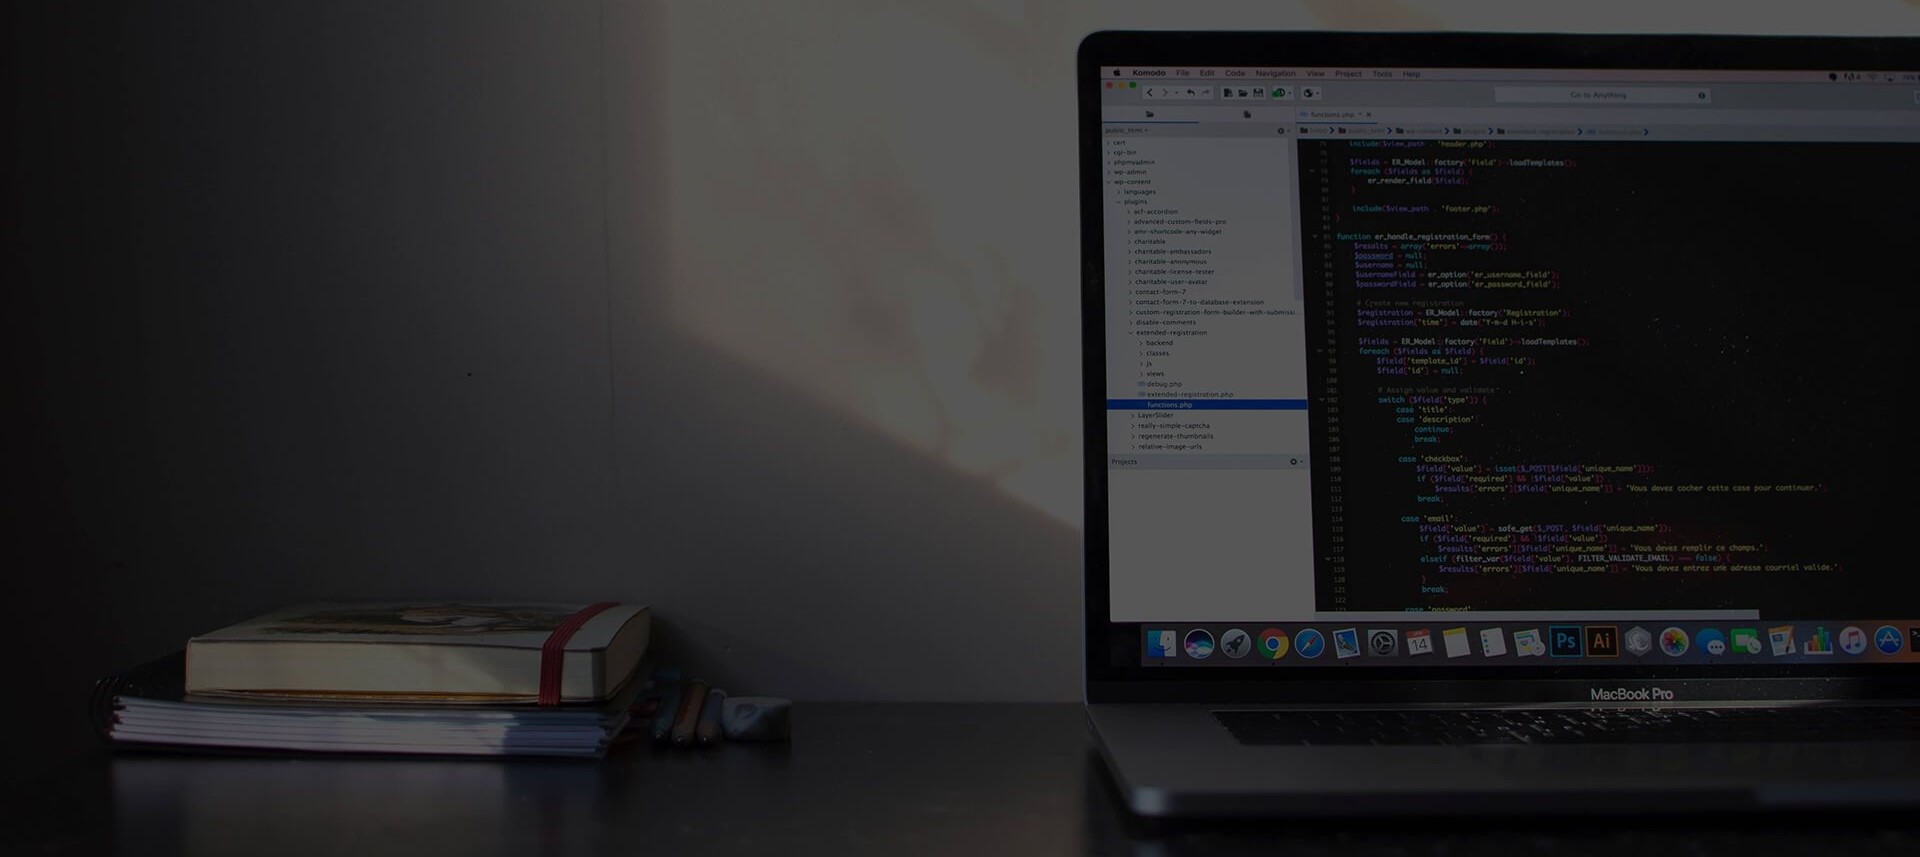 Komodo File Edit Code Navigation View Project Tools Help
Go to Anything
functions.php
public_html
cert
cgi-bin
phpmyadmin
wp-admin
wp-content
languages
plugins
acf-accordion
advanced-custom-fields-pro
amr-shortcode-any-widget
charitable
charitable-ambassadors
charitable-anonymous
charitable-license-tester
charitable-user-avatar
contact-form-7
contact-form-7-to-database-extension
custom-registration-form-builder-with-submissi...
disable-comments
extended-registration
backend
classes
js
views
debug.php
extended-registration.php
functions.php
LayerSlider
really-simple-captcha
regenerate-thumbnails
relative-image-urls
Projects
include($view_path . 'header.php');
$fields = ER_Model::factory('Field')->loadTemplates();
foreach ($fields as $field) {
er_render_field($field);
}
include($view_path . 'footer.php');
}
function er_handle_registration_form() {
$results = array('errors'=>array());
$password = null;
$username = null;
$usernameField = er_option('er_username_field');
$passwordField = er_option('er_password_field');
# Create new registration
$registration = ER_Model::factory('Registration');
$registration['time'] = date('Y-m-d H-i-s');
$fields = ER_Model::factory('Field')->loadTemplates();
foreach ($fields as $field) {
$field['template_id'] = $field['id'];
$field['id'] = null;
# Assign value and validate
switch ($field['type']) {
case 'title':
case 'description':
continue;
break;
case 'checkbox':
$field['value'] = isset($_POST[$field['unique_name']]);
if ($field['required'] && !$field['value'])
$results['errors'][$field['unique_name']] = 'Vous devez cocher cette case pour continuer.';
break;
case 'email':
$field['value'] = safe_get($_POST, $field['unique_name']);
if ($field['required'] && !$field['value'])
$results['errors'][$field['unique_name']] = 'Vous devez remplir ce champs.';
elseif (filter_var($field['value'], FILTER_VALIDATE_EMAIL) === false) {
$results['errors'][$field['unique_name']] = 'Vous devez entrez une adresse courriel valide.';
}
break;
case 'password'
14
Ps Ai
MacBook Pro